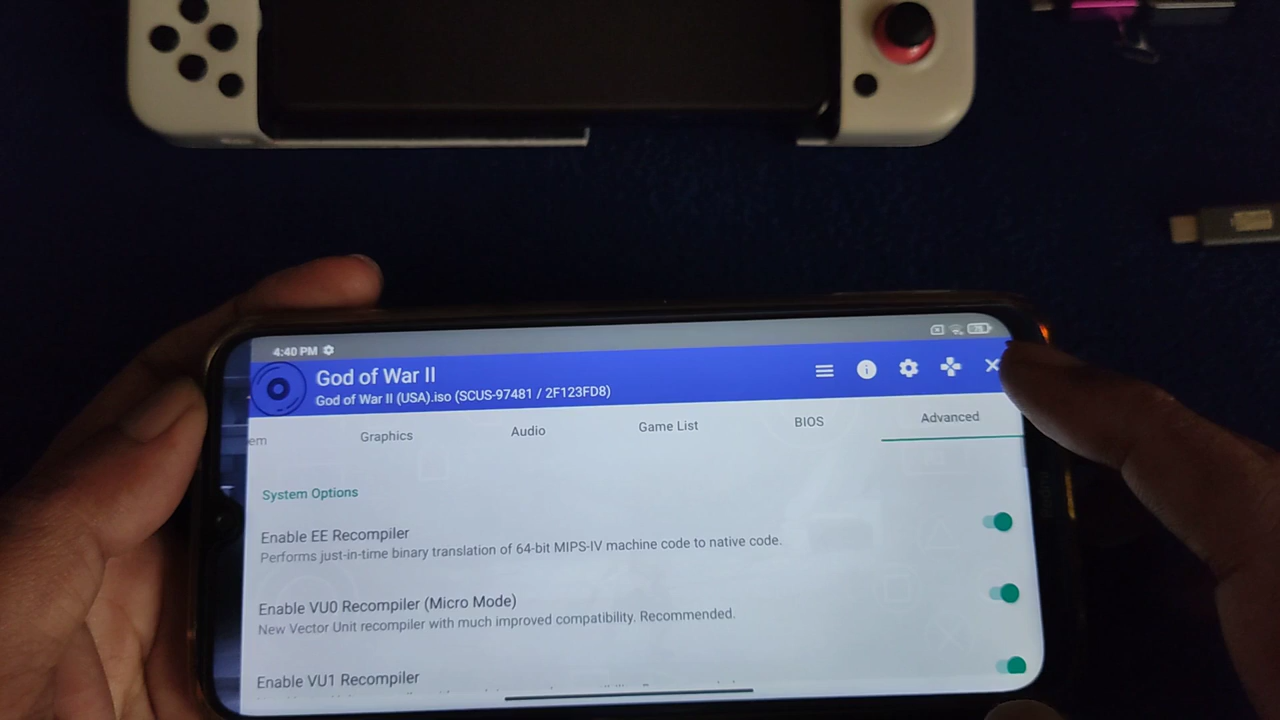 4:40 PM
God of War II
God of War II (USA).iso (SCUS-97481 / 2F123FD8)
em Graphics Audio Game List BIOS Advanced
System Options
Enable EE Recompiler
Performs just-in-time binary translation of 64-bit MIPS-IV machine code to native code.
Enable VU0 Recompiler (Micro Mode)
New Vector Unit recompiler with much improved compatibility. Recommended.
Enable VU1 Recompiler